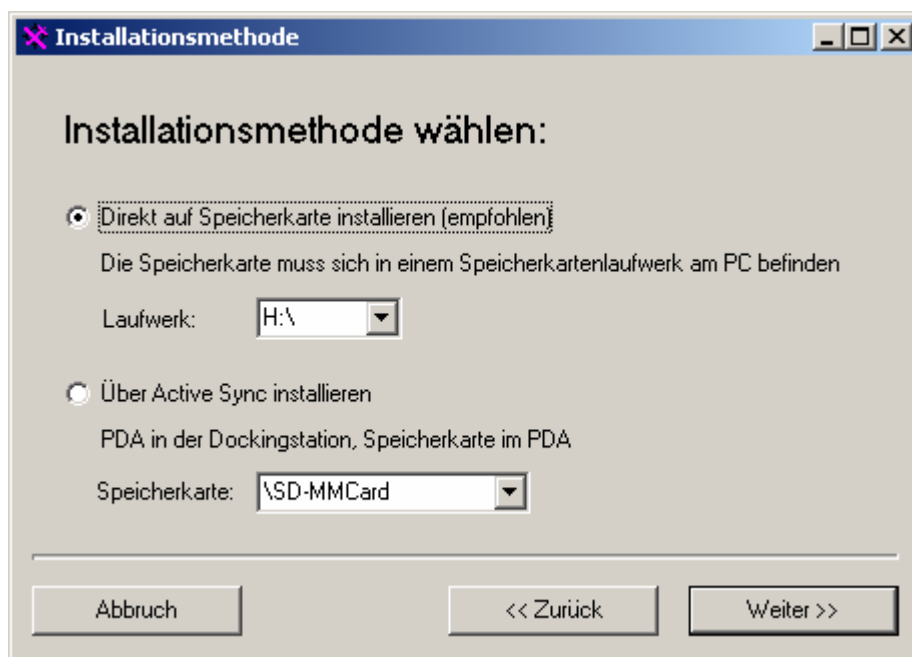 Installationsmethode
Installationsmethode wählen:
Direkt auf Speicherkarte installieren (empfohlen)
Die Speicherkarte muss sich in einem Speicherkartenlaufwerk am PC befinden
Laufwerk: H:\
Über Active Sync installieren
PDA in der Dockingstation, Speicherkarte im PDA
Speicherkarte: \SD-MMCard
Abbruch << Zurück Weiter >>